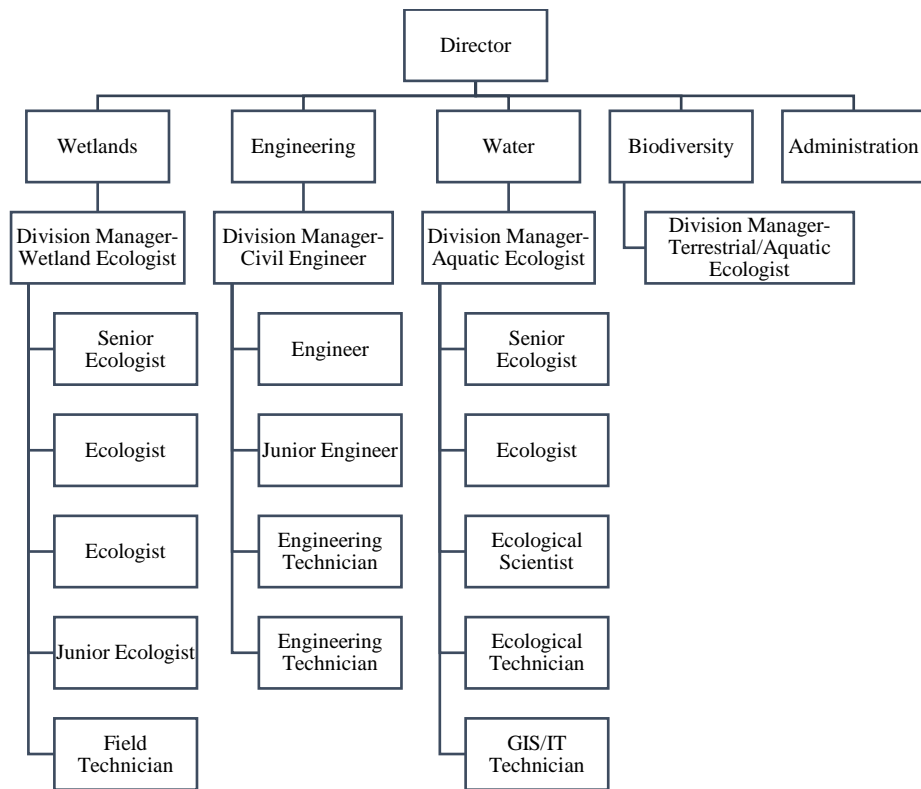 Director
Wetlands
Engineering
Water
Biodiversity
Administration
Division Manager-
Wetland Ecologist
Division Manager-
Civil Engineer
Division Manager-
Aquatic Ecologist
Division Manager-
Terrestrial/Aquatic
Ecologist
Senior
Ecologist
Engineer
Senior
Ecologist
Ecologist
Junior Engineer
Ecologist
Ecologist
Engineering
Technician
Ecological
Scientist
Junior Ecologist
Engineering
Technician
Ecological
Technician
Field
Technician
GIS/IT
Technician